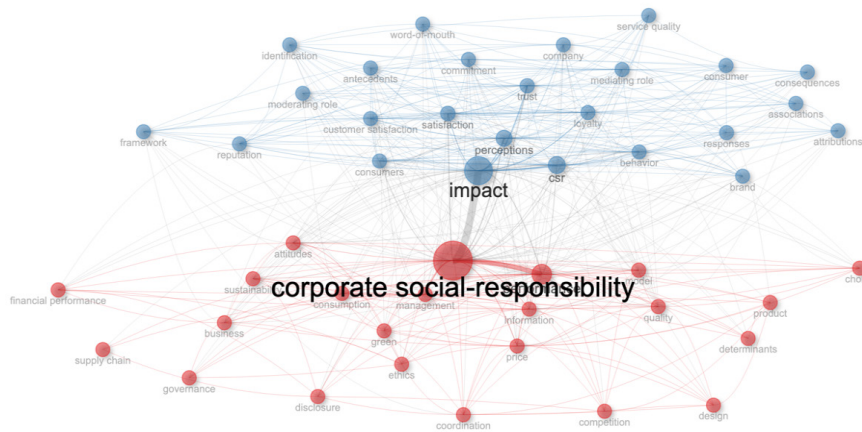 service quality
word-of-mouth
identification
company
commitment
antecedents
mediating role
consumer
consequences
trust
moderating role
associations
customer satisfaction
satisfaction
loyalty
framework
reputation
perceptions
responses
attributions
consumers
behavior
impact
csr
brand
attitudes
financial performance
model
corporate social-responsibility
consumption
management
business
information
quality
product
green
supply chain
price
determinants
ethics
governance
disclosure
coordination
competition
design